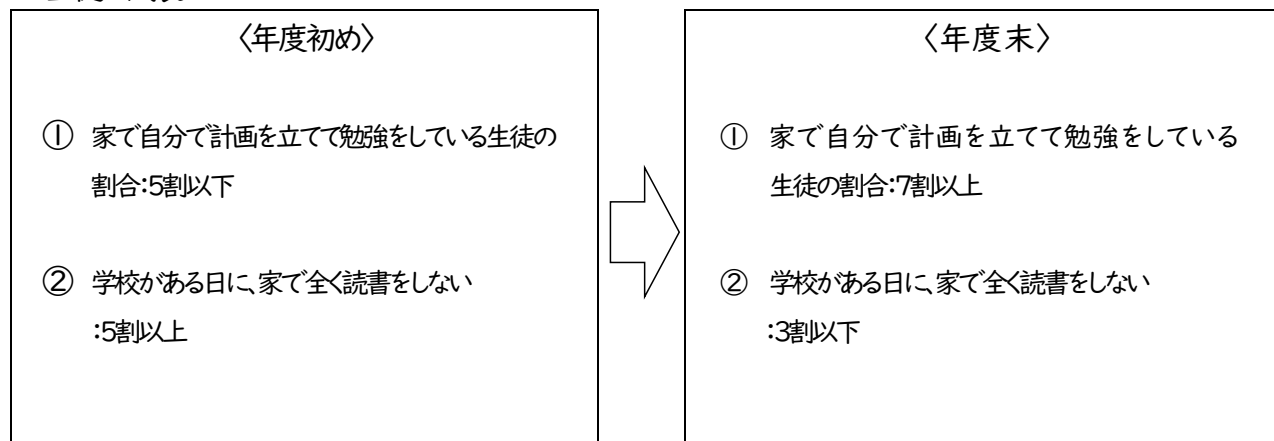 〈年度初め〉
① 家で自分で計画を立てて勉強をしている生徒の
割合:5割以下
② 学校がある日に、家で全く読書をしない
:5割以上
〈年度末〉
① 家で自分で計画を立てて勉強をしている
生徒の割合:7割以上
② 学校がある日に、家で全く読書をしない
:3割以下